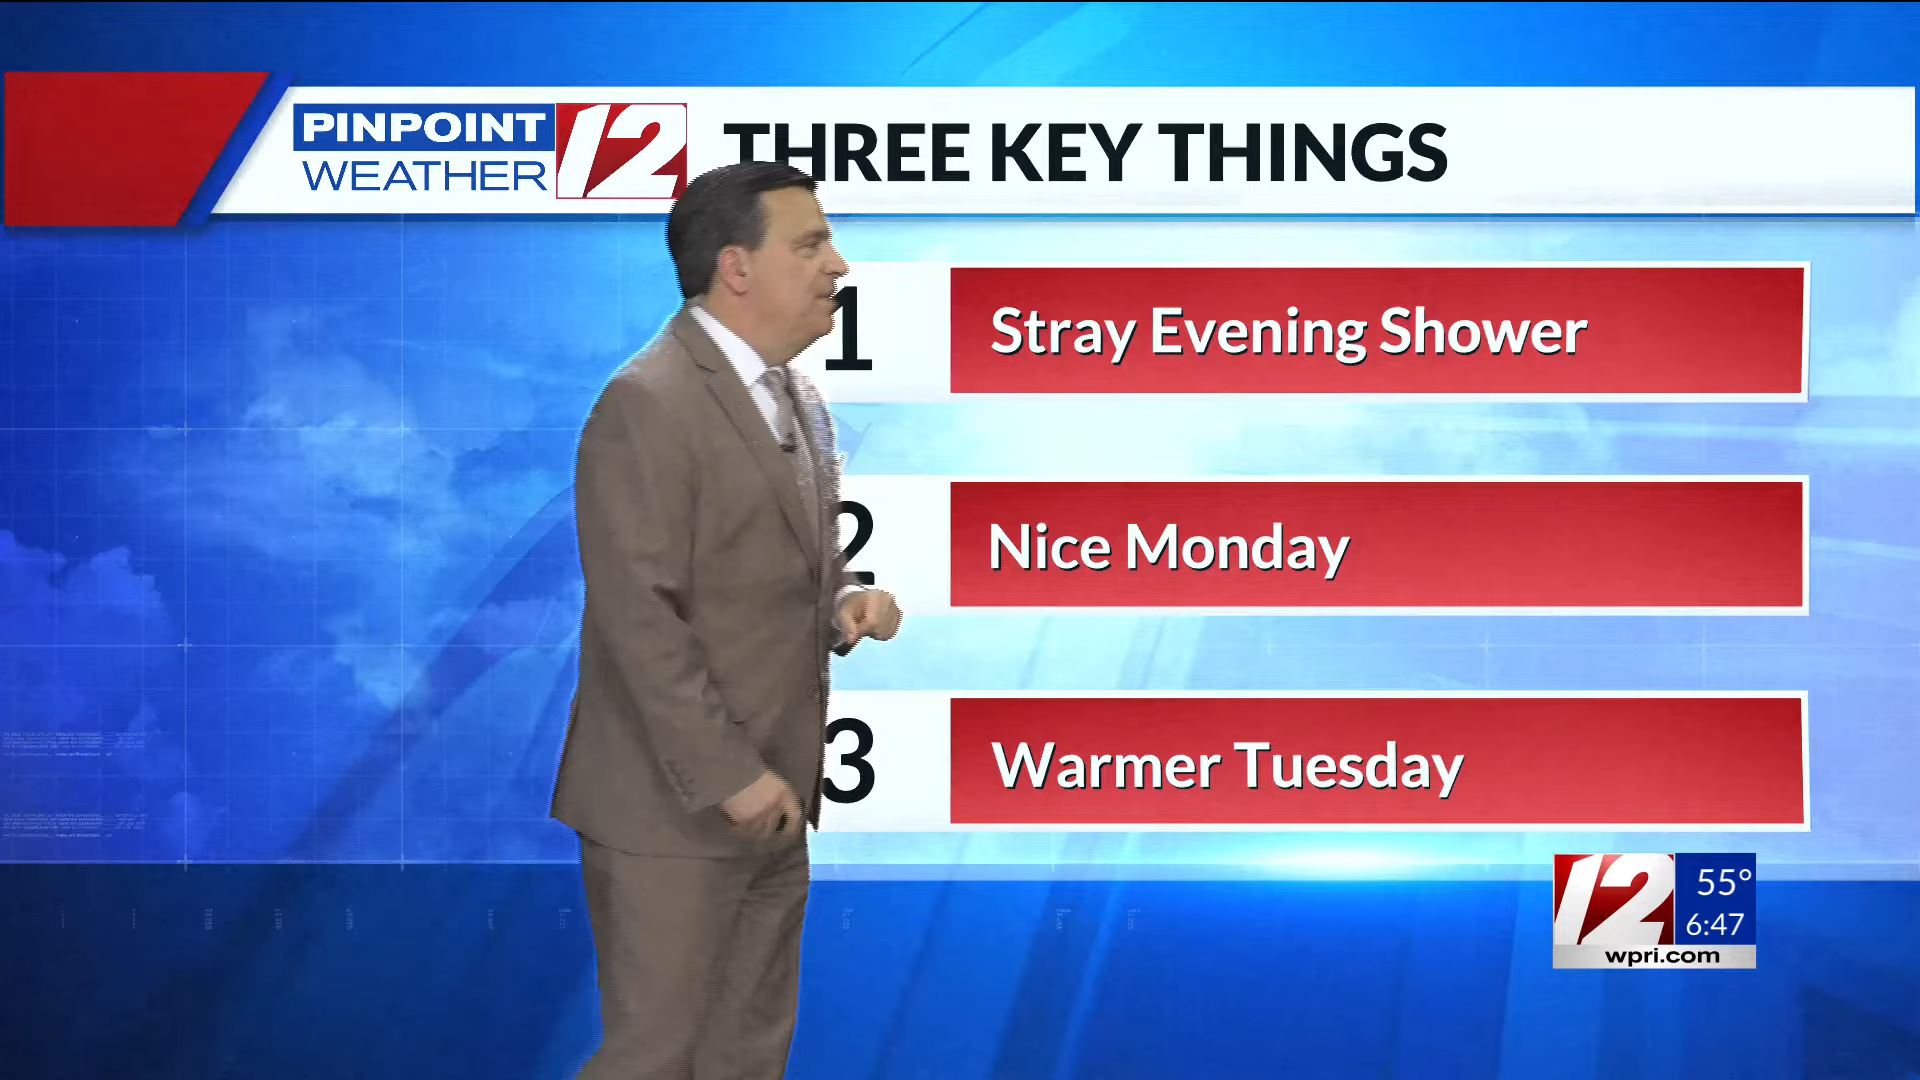 PINPOINT
WEATHER 12
THREE KEY THINGS
1 Stray Evening Shower
2 Nice Monday
3 Warmer Tuesday
12 55°
6:47
wpri.com